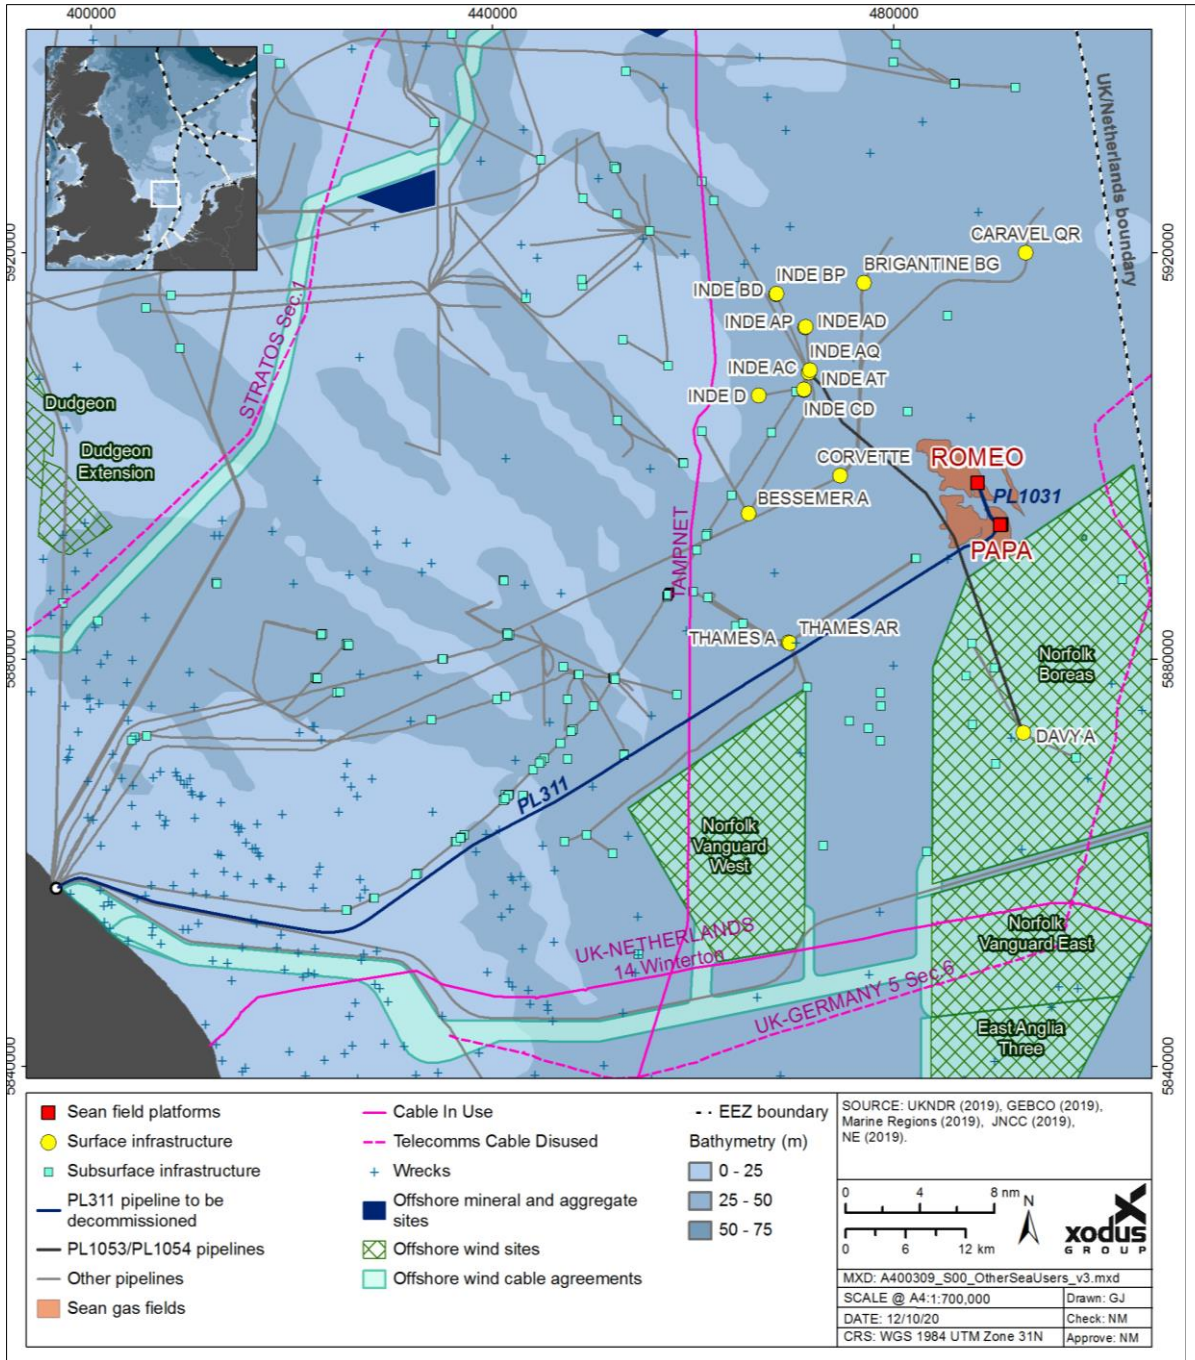 400000
440000
480000
5920000
5920000
5880000
5880000
5840000
5840000
UK/Netherlands boundary
CARAVEL QR
BRIGANTINE BG
INDE BP
INDE BD
INDE AP
INDE AD
INDE AQ
INDE AC
INDE AT
INDE D
INDE CD
CORVETTE
BESSEMER A
ROMEO
PL1031
PAPA
STRATOS Sec.1
TAMPNET
Dudgeon
Dudgeon
Extension
THAMES A
THAMES AR
Norfolk
Boreas
DAVY A
PL311
Norfolk
Vanguard
West
UK-NETHERLANDS
14 Winterton
UK-GERMANY 5 Sec.6
Norfolk
Vanguard East
East Anglia
Three
Sean field platforms
Surface infrastructure
Subsurface infrastructure
PL311 pipeline to be
decommissioned
PL1053/PL1054 pipelines
Other pipelines
Sean gas fields
Cable In Use
Telecomms Cable Disused
Wrecks
Offshore mineral and aggregate
sites
Offshore wind sites
Offshore wind cable agreements
EEZ boundary
Bathymetry (m)
0 - 25
25 - 50
50 - 75
SOURCE: UKNDR (2019), GEBCO (2019),
Marine Regions (2019), JNCC (2019),
NE (2019).
0 4 8 nm
0 6 12 km
N
xodus
GROUP
MXD: A400309_S00_OtherSeaUsers_v3.mxd
SCALE @ A4:1:700,000
Drawn: GJ
DATE: 12/10/20
Check: NM
CRS: WGS 1984 UTM Zone 31N
Approve: NM